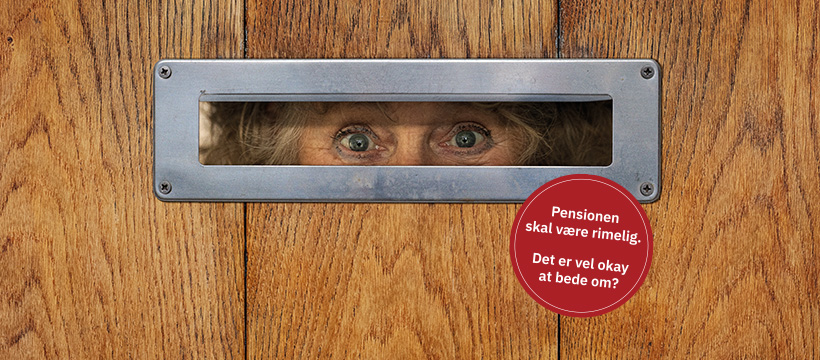 Pensionen
skal være rimelig.
Det er vel okay
at bede om?